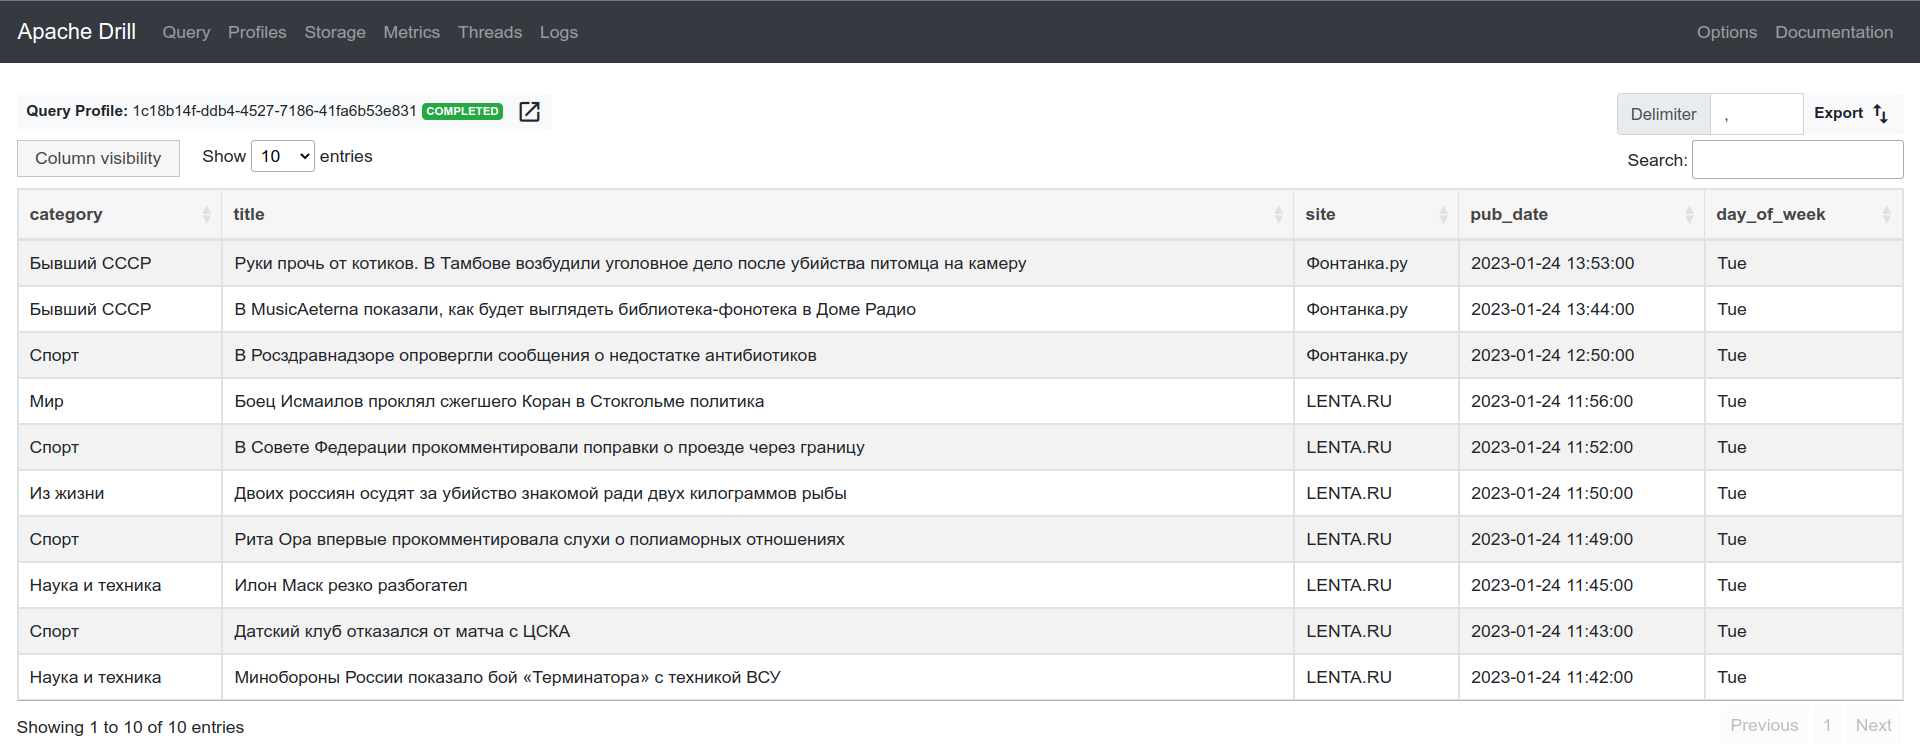 Apache Drill Query Profiles Storage Metrics Threads Logs Options Documentation
Query Profile: 1c18b14f-ddb4-4527-7186-41fa6b53e831 COMPLETED Delimiter , Export
Column visibility Show 10 entries Search:
category title site pub_date day_of_week
Бывший СССР Руки прочь от котиков. В Тамбове возбудили уголовное дело после убийства питомца на камеру Фонтанка.ру 2023-01-24 13:53:00 Tue
Бывший СССР В MusicAeterna показали, как будет выглядеть библиотека-фонотека в Доме Радио Фонтанка.ру 2023-01-24 13:44:00 Tue
Спорт В Росздравнадзоре опровергли сообщения о недостатке антибиотиков Фонтанка.ру 2023-01-24 12:50:00 Tue
Мир Боец Исмаилов проклял сжегшего Коран в Стокгольме политика LENTA.RU 2023-01-24 11:56:00 Tue
Спорт В Совете Федерации прокомментировали поправки о проезде через границу LENTA.RU 2023-01-24 11:52:00 Tue
Из жизни Двоих россиян осудят за убийство знакомой ради двух килограммов рыбы LENTA.RU 2023-01-24 11:50:00 Tue
Спорт Рита Ора впервые прокомментировала слухи о полиаморных отношениях LENTA.RU 2023-01-24 11:49:00 Tue
Наука и техника Илон Маск резко разбогател LENTA.RU 2023-01-24 11:45:00 Tue
Спорт Датский клуб отказался от матча с ЦСКА LENTA.RU 2023-01-24 11:43:00 Tue
Наука и техника Минобороны России показало бой «Терминатора» с техникой ВСУ LENTA.RU 2023-01-24 11:42:00 Tue
Showing 1 to 10 of 10 entries Previous 1 Next